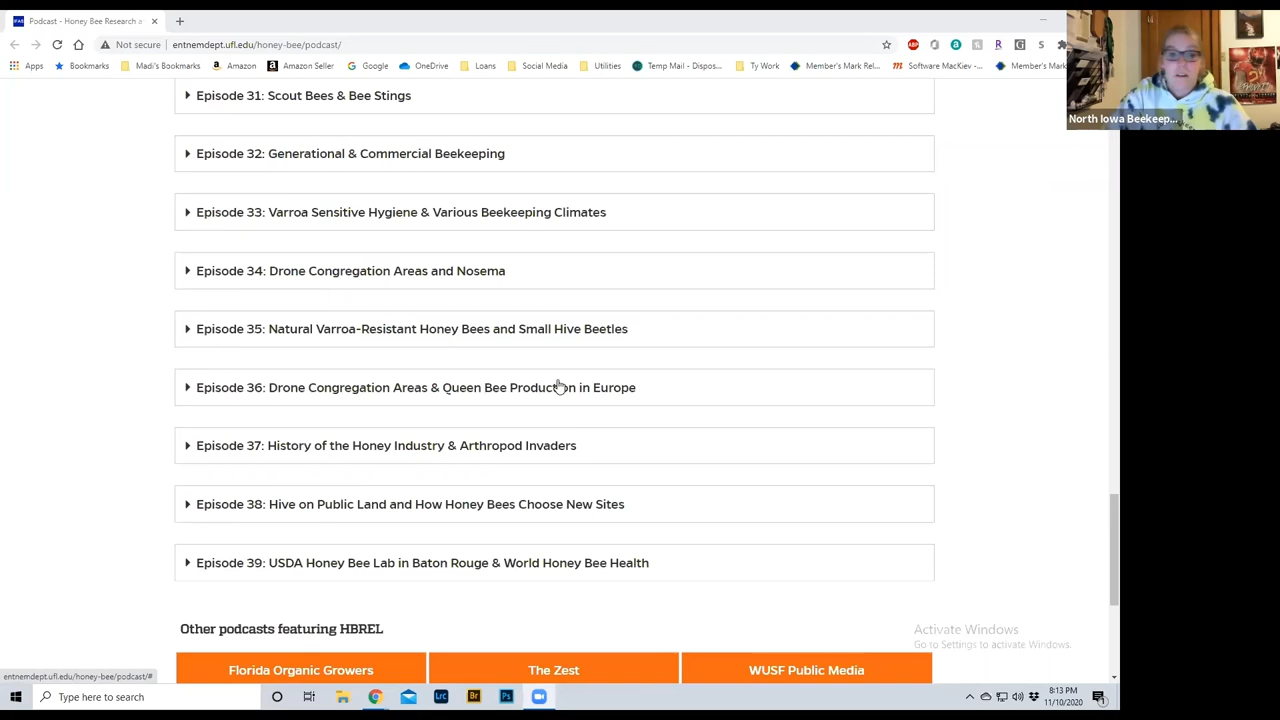 Podcast - Honey Bee Research a
Not secure
entnemdept.ufl.edu/honey-bee/podcast/
Apps
Bookmarks
Madi's Bookmarks
Amazon
Amazon Seller
Google
OneDrive
Loans
Social Media
Utilities
Temp Mail - Dispos...
Ty Work
Member's Mark Rel...
Software MacKiev -...
Member's Mark
North Iowa Beekeep...
Episode 31: Scout Bees & Bee Stings
Episode 32: Generational & Commercial Beekeeping
Episode 33: Varroa Sensitive Hygiene & Various Beekeeping Climates
Episode 34: Drone Congregation Areas and Nosema
Episode 35: Natural Varroa-Resistant Honey Bees and Small Hive Beetles
Episode 36: Drone Congregation Areas & Queen Bee Production in Europe
Episode 37: History of the Honey Industry & Arthropod Invaders
Episode 38: Hive on Public Land and How Honey Bees Choose New Sites
Episode 39: USDA Honey Bee Lab in Baton Rouge & World Honey Bee Health
Other podcasts featuring HBREL
Activate Windows
Go to Settings to activate Windows.
Florida Organic Growers
The Zest
WUSF Public Media
entnemdept.ufl.edu/honey-bee/podcast/#
Type here to search
Lrc
Br
Ps
8:13 PM
11/10/2020